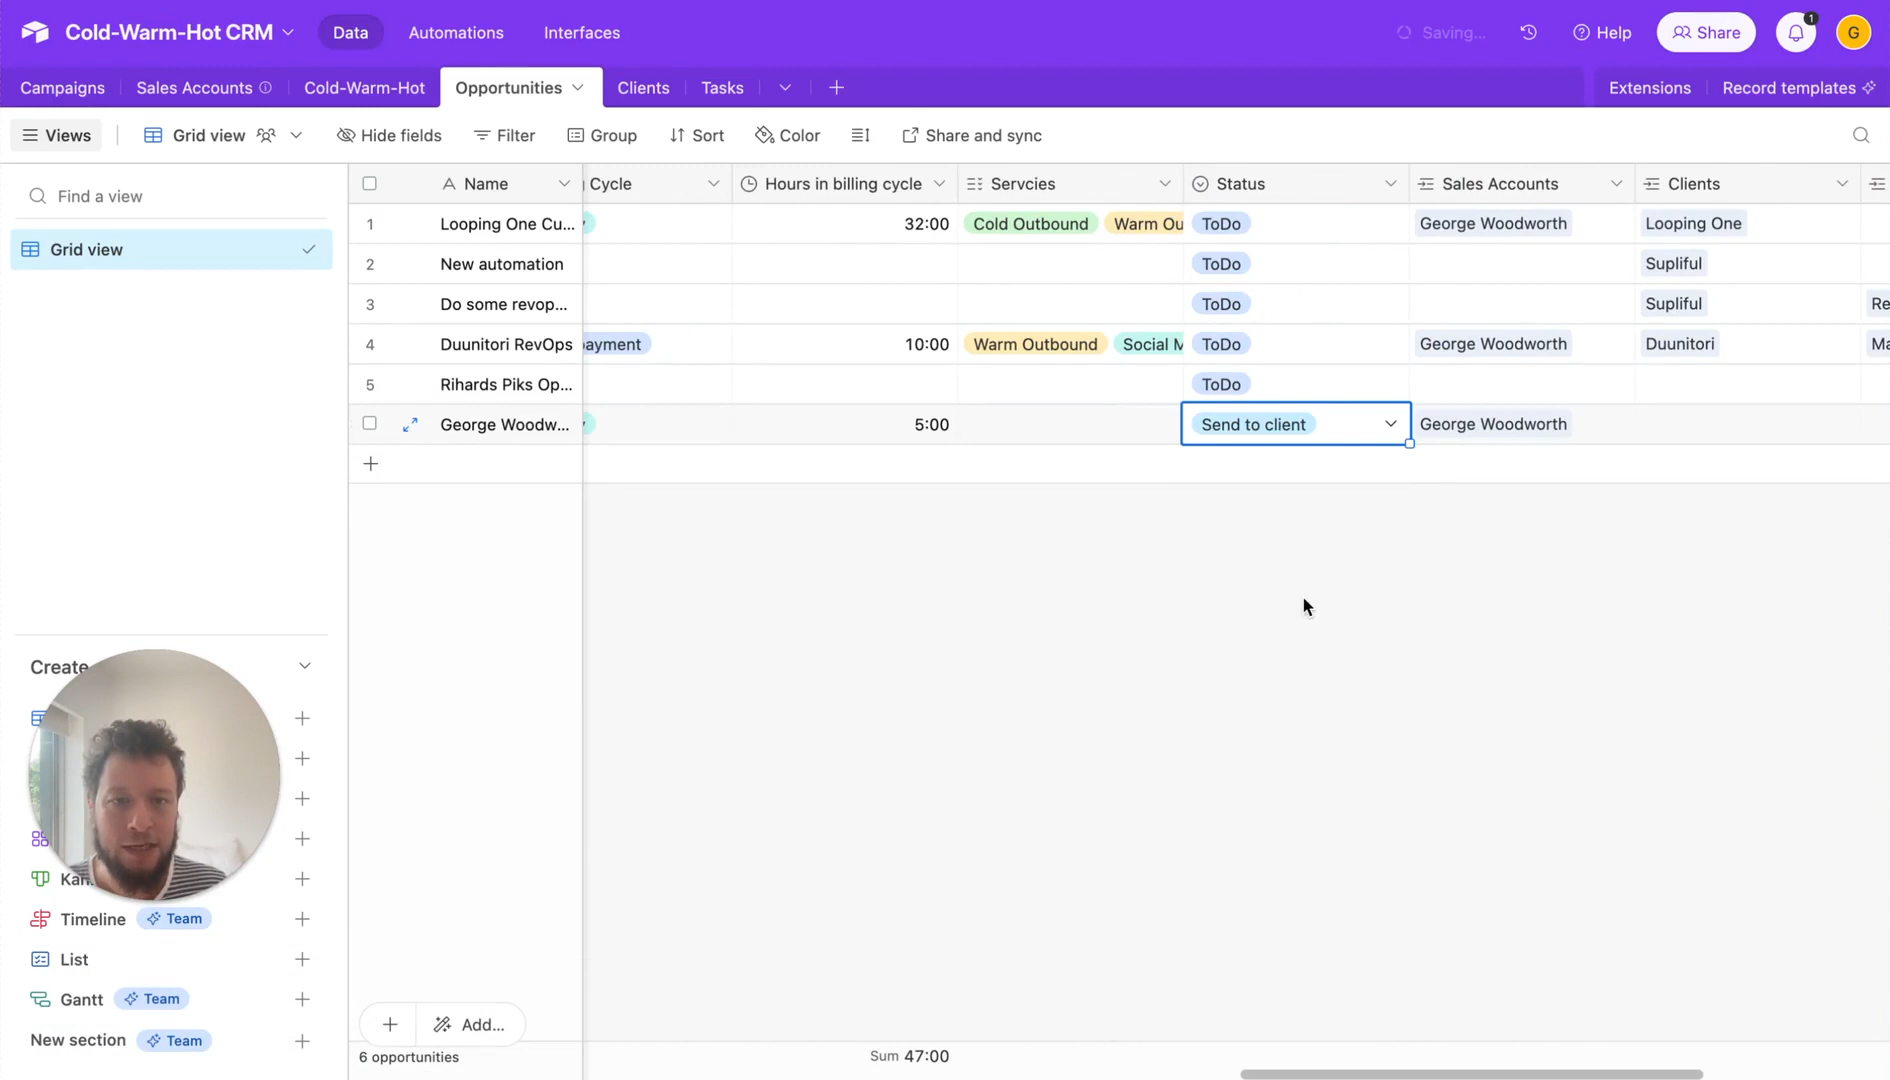 Cold-Warm-Hot CRM Data Automations Interfaces Saving... Help Share 1 G
Campaigns Sales Accounts Cold-Warm-Hot Opportunities Clients Tasks Extensions Record templates
Views Grid view Hide fields Filter Group Sort Color Share and sync
Find a view
Grid view
Name Cycle Hours in billing cycle Servcies Status Sales Accounts Clients
1 Looping One Cu... 32:00 Cold Outbound Warm Ou ToDo George Woodworth Looping One
2 New automation ToDo Supliful
3 Do some revop... ToDo Supliful Re
4 Duunitori RevOps ayment 10:00 Warm Outbound Social M ToDo George Woodworth Duunitori Ma
5 Rihards Piks Op... ToDo
George Woodw... 5:00 Send to client George Woodworth
Create
Kan
Timeline Team
List
Gantt Team
New section Team
Add...
6 opportunities Sum 47:00